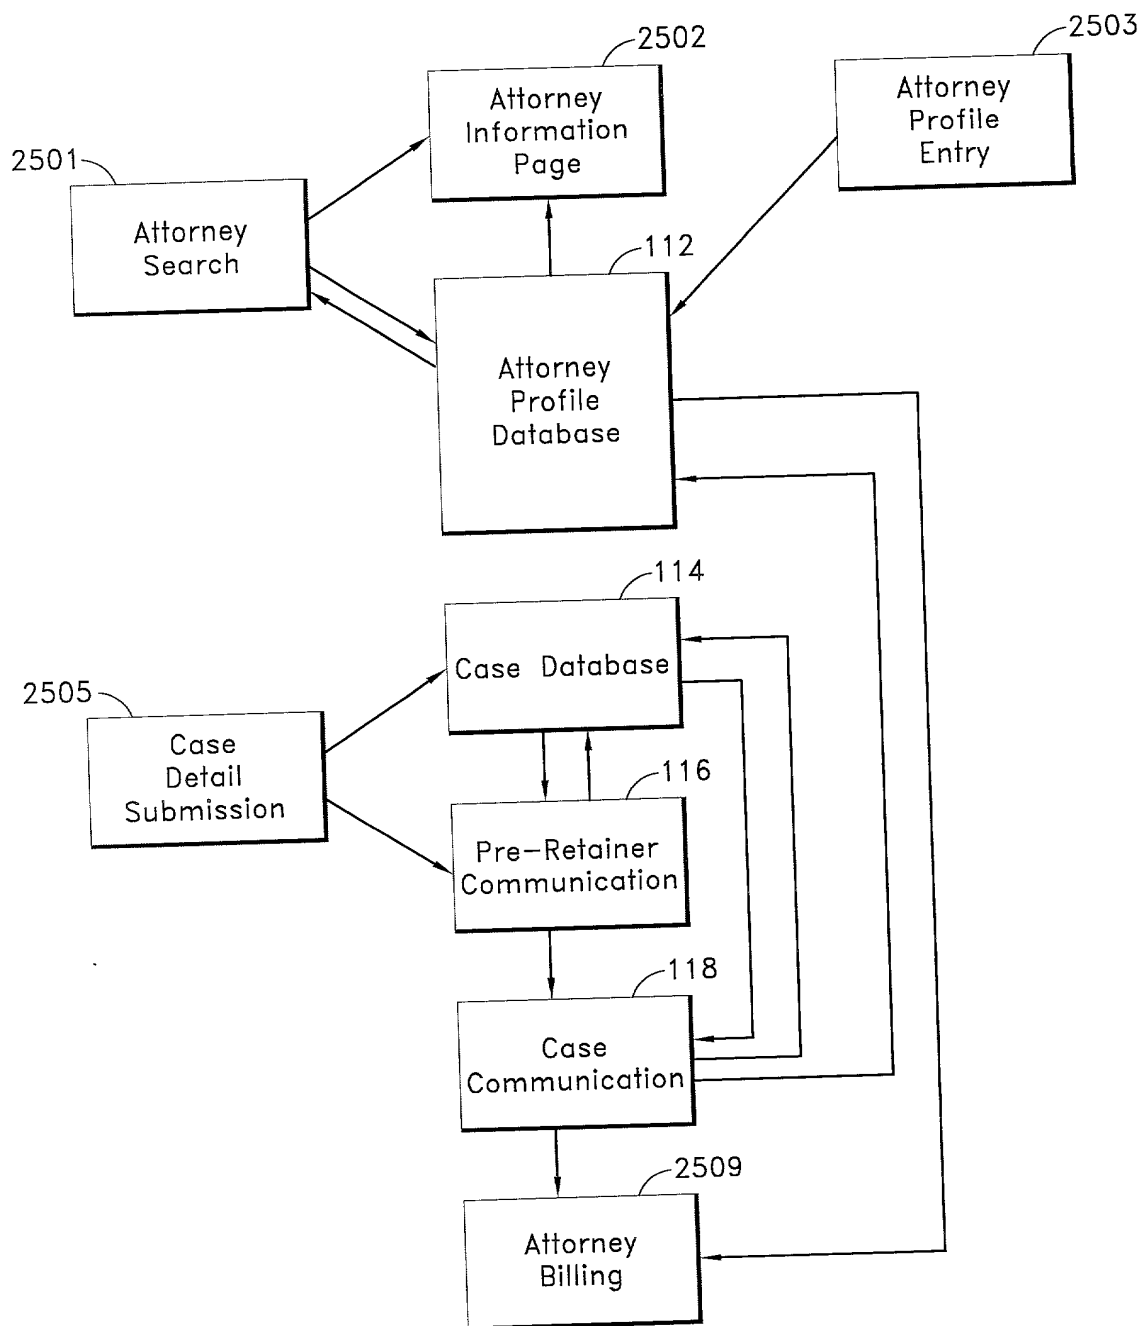 2502
Attorney
Information
Page
2503
Attorney
Profile
Entry
2501
Attorney
Search
112
Attorney
Profile
Database
114
Case Database
2505
Case
Detail
Submission
116
Pre-Retainer
Communication
118
Case
Communication
2509
Attorney
Billing